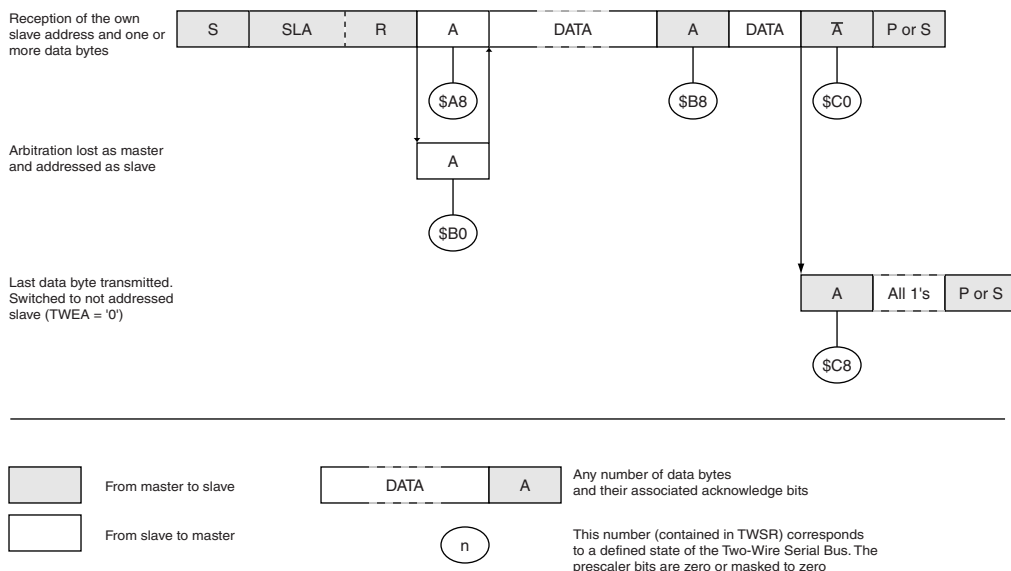 Reception of the own
slave address and one or
more data bytes
S SLA R A DATA A DATA A̅ P or S
$A8 $B8 $C0
Arbitration lost as master
and addressed as slave
A
$B0
Last data byte transmitted.
Switched to not addressed
slave (TWEA = '0')
A All 1's P or S
$C8
From master to slave
DATA A
Any number of data bytes
and their associated acknowledge bits
From slave to master
n
This number (contained in TWSR) corresponds
to a defined state of the Two-Wire Serial Bus. The
prescaler bits are zero or masked to zero